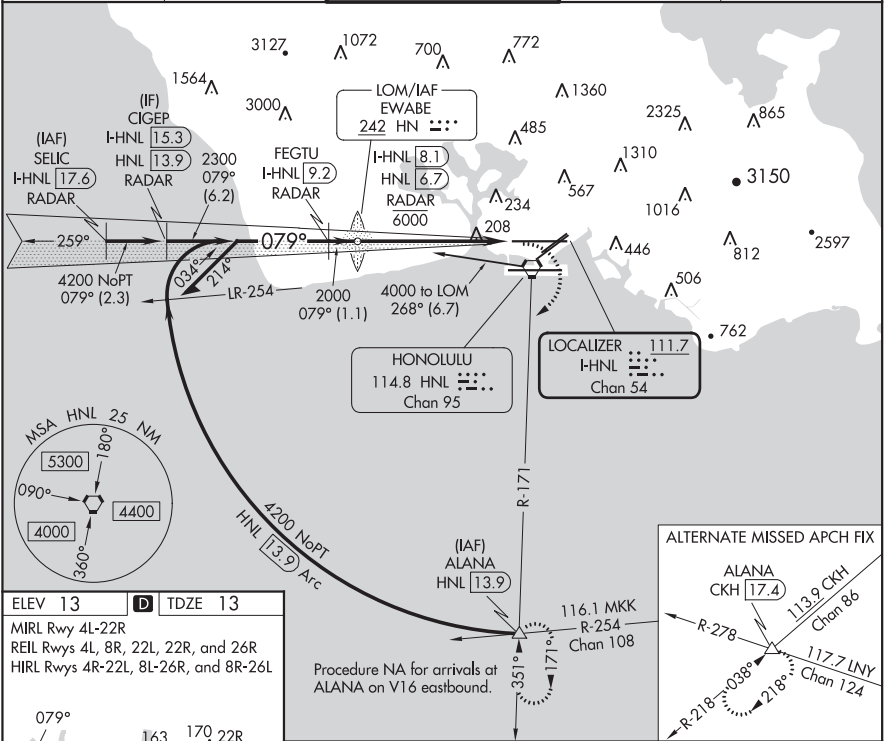 3127
1072
700
772
1564
3000
LOM/IAF
EWABE
242 HN
1360
2325
865
485
1310
3150
(IAF)
SELIC
I-HNL 17.6
RADAR
(IF)
CIGEP
I-HNL 15.3
HNL 13.9
RADAR
2300
079°
(6.2)
FEGTU
I-HNL 9.2
RADAR
I-HNL 8.1
HNL 6.7
RADAR
6000
234
567
1016
208
259°
079°
446
812
2597
034°
214°
4200 NoPT
079° (2.3)
LR-254
2000
079° (1.1)
4000 to LOM
268° (6.7)
506
762
HONOLULU
114.8 HNL
Chan 95
LOCALIZER 111.7
I-HNL
Chan 54
MSA HNL 25 NM
180°
5300
090°
4400
4000
360°
R-171
4200 NoPT
HNL 13.9 Arc
(IAF)
ALANA
HNL 13.9
116.1 MKK
R-254
Chan 108
351°
171°
Procedure NA for arrivals at
ALANA on V16 eastbound.
ALTERNATE MISSED APCH FIX
ALANA
CKH 17.4
113.9 CKH
Chan 86
R-278
117.7 LNY
Chan 124
R-218
038°
218°
ELEV 13
D
TDZE 13
MIRL Rwy 4L-22R
REIL Rwys 4L, 8R, 22L, 22R, and 26R
HIRL Rwys 4R-22L, 8L-26R, and 8R-26L
079°
163
170
22R